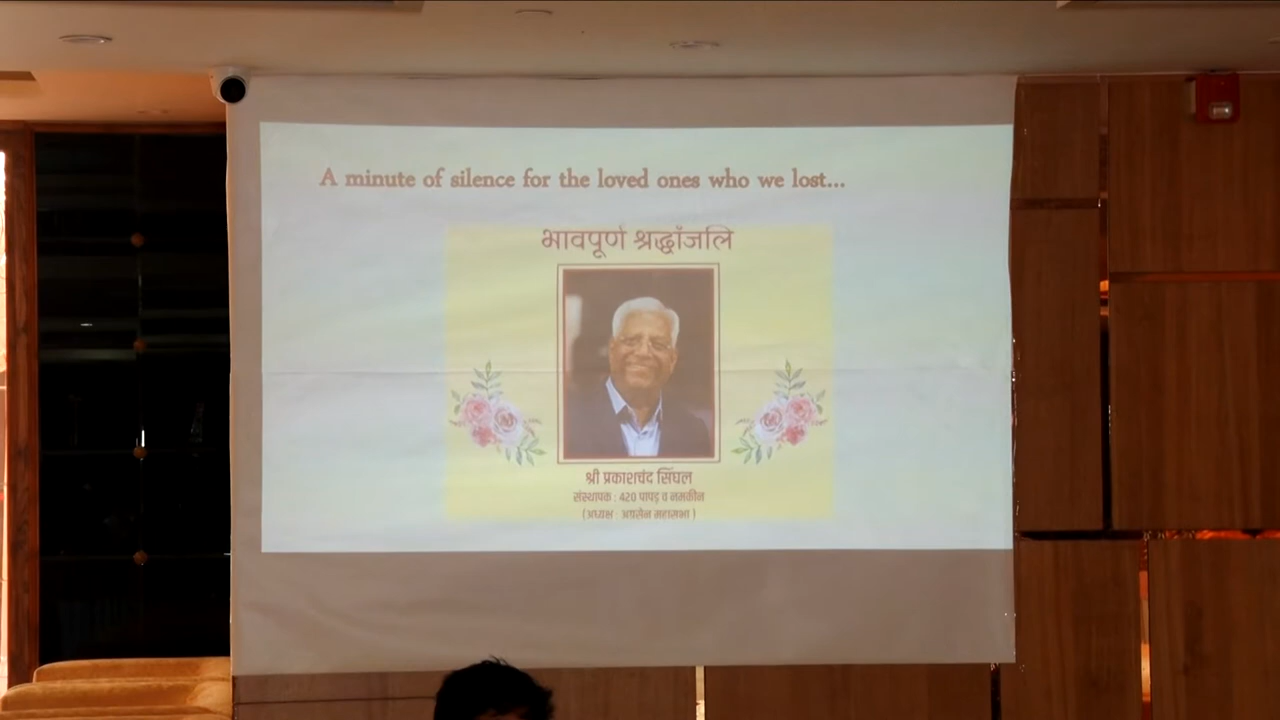 A minute of silence for the loved ones who we lost...
भावपूर्ण श्रद्धाँजलि
श्री प्रकाशचंद सिंघल
संस्थापक : 420 पापड़ व नमकीन
(अध्यक्ष : अग्रसेन महासभा )